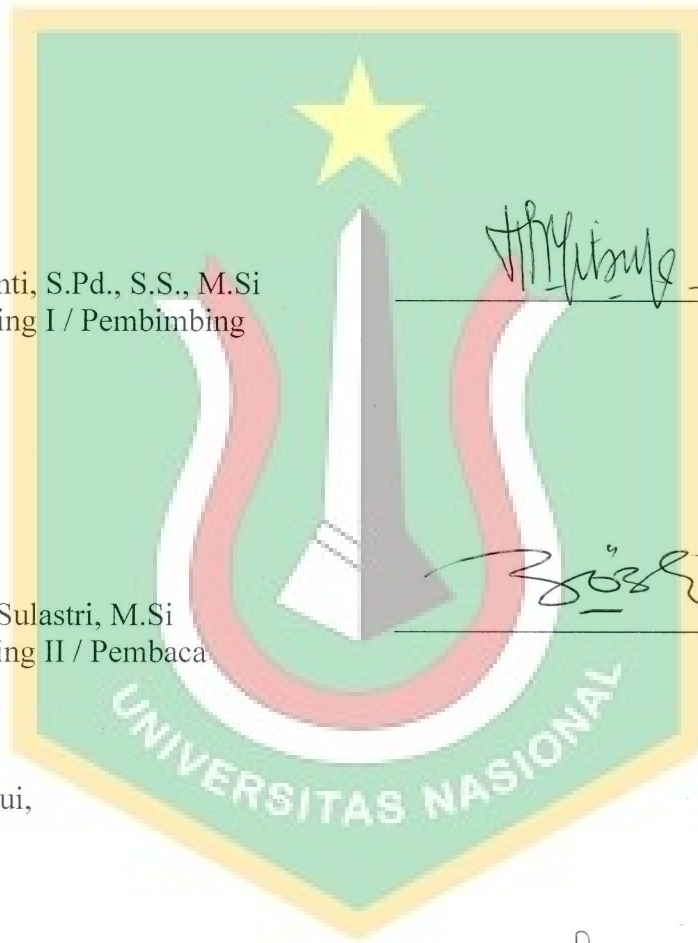 nti, S.Pd., S.S., M.Si
ing I / Pembimbing
Sulastri, M.Si
ing II / Pembaca
UNIVERSITAS NASIONAL
ui,